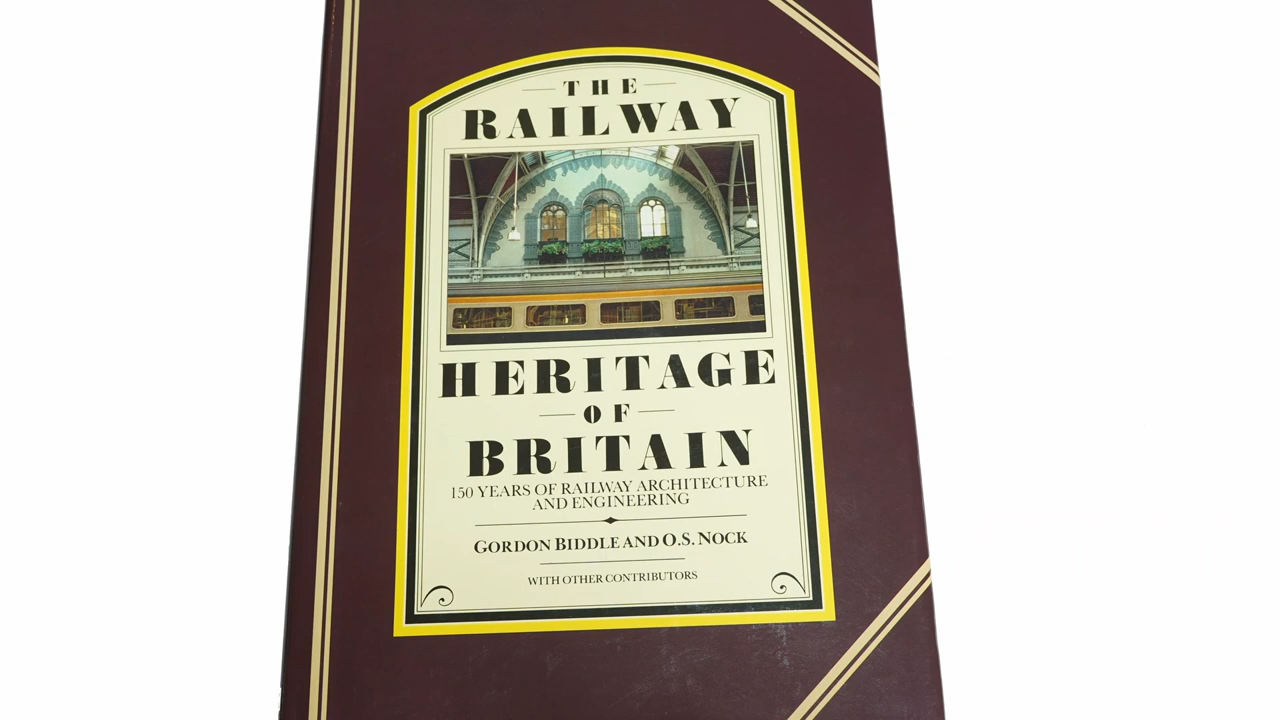 THE
RAILWAY
HERITAGE
OF
BRITAIN
150 YEARS OF RAILWAY ARCHITECTURE
AND ENGINEERING
GORDON BIDDLE AND O.S. NOCK
WITH OTHER CONTRIBUTORS